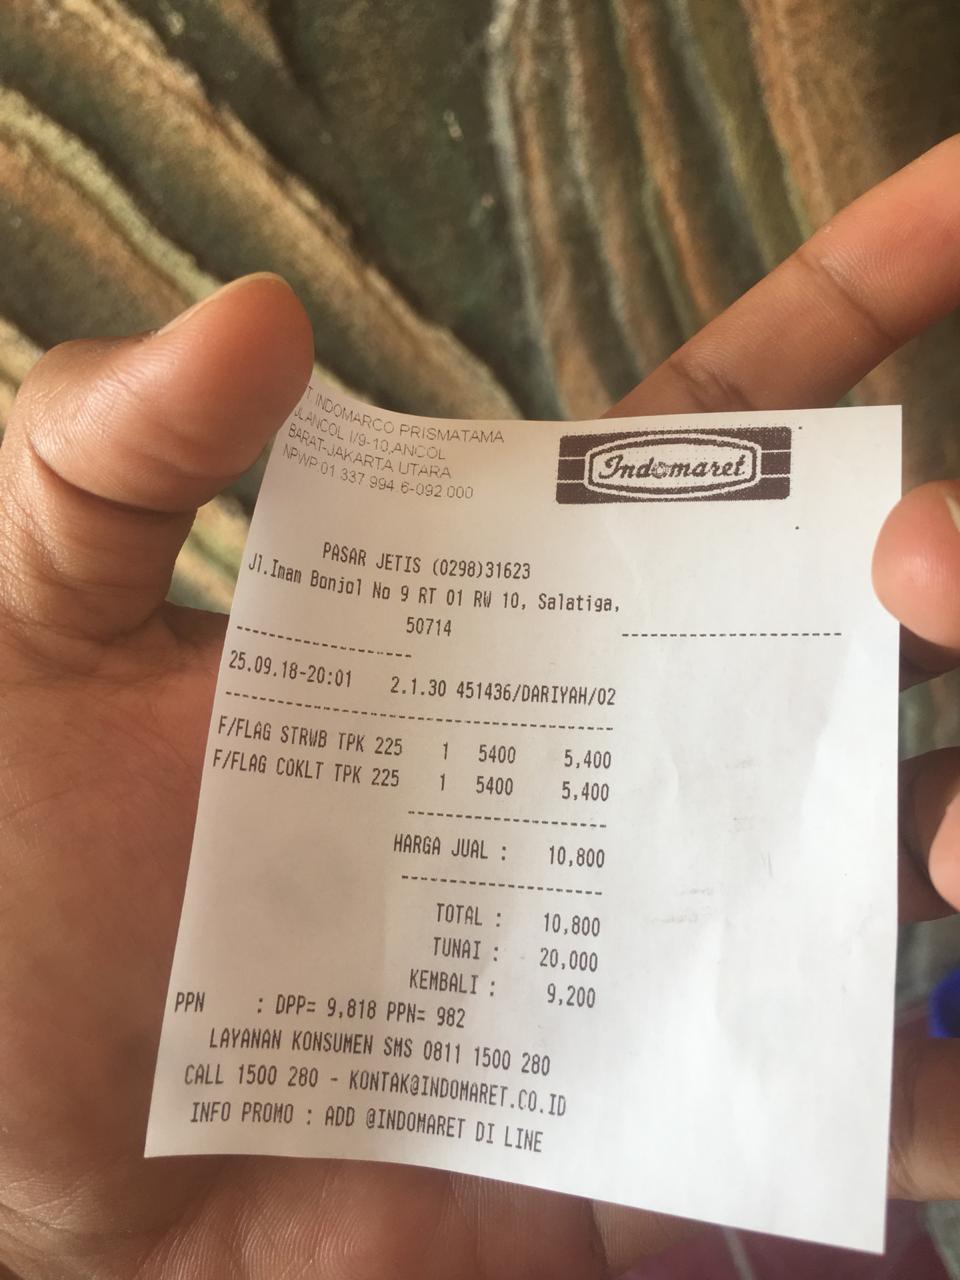 T. INDOMARCO PRISMATAMA
JL.ANCOL I/9-10,ANCOL
BARAT-JAKARTA UTARA
NPWP.01.337.994.6-092.000
Indomaret
PASAR JETIS (0298)31623
Jl.Imam Bonjol No 9 RT 01 RW 10, Salatiga,
50714
25.09.18-20:01 2.1.30 451436/DARIYAH/02
F/FLAG STRWB TPK 225 1 5400 5,400
F/FLAG COKLT TPK 225 1 5400 5,400
HARGA JUAL : 10,800
TOTAL : 10,800
TUNAI : 20,000
KEMBALI : 9,200
PPN : DPP= 9,818 PPN= 982
LAYANAN KONSUMEN SMS 0811 1500 280
CALL 1500 280 - KONTAK@INDOMARET.CO.ID
INFO PROMO : ADD @INDOMARET DI LINE